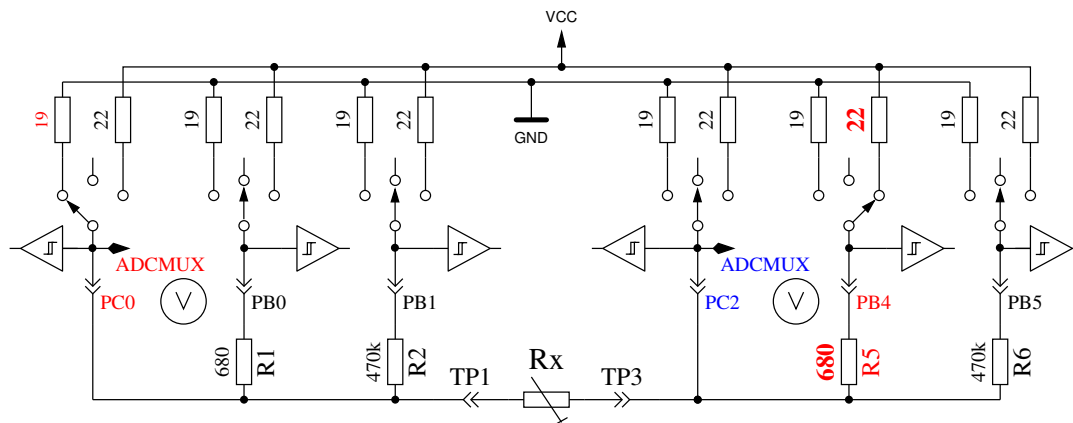 VCC
19
22
19
22
19
22
GND
19
22
19
22
19
22
ADCMUX
ADCMUX
PC0
V
PB0
PB1
PC2
V
PB4
PB5
680
R1
470k
R2
TP1
Rx
TP3
680
R5
470k
R6